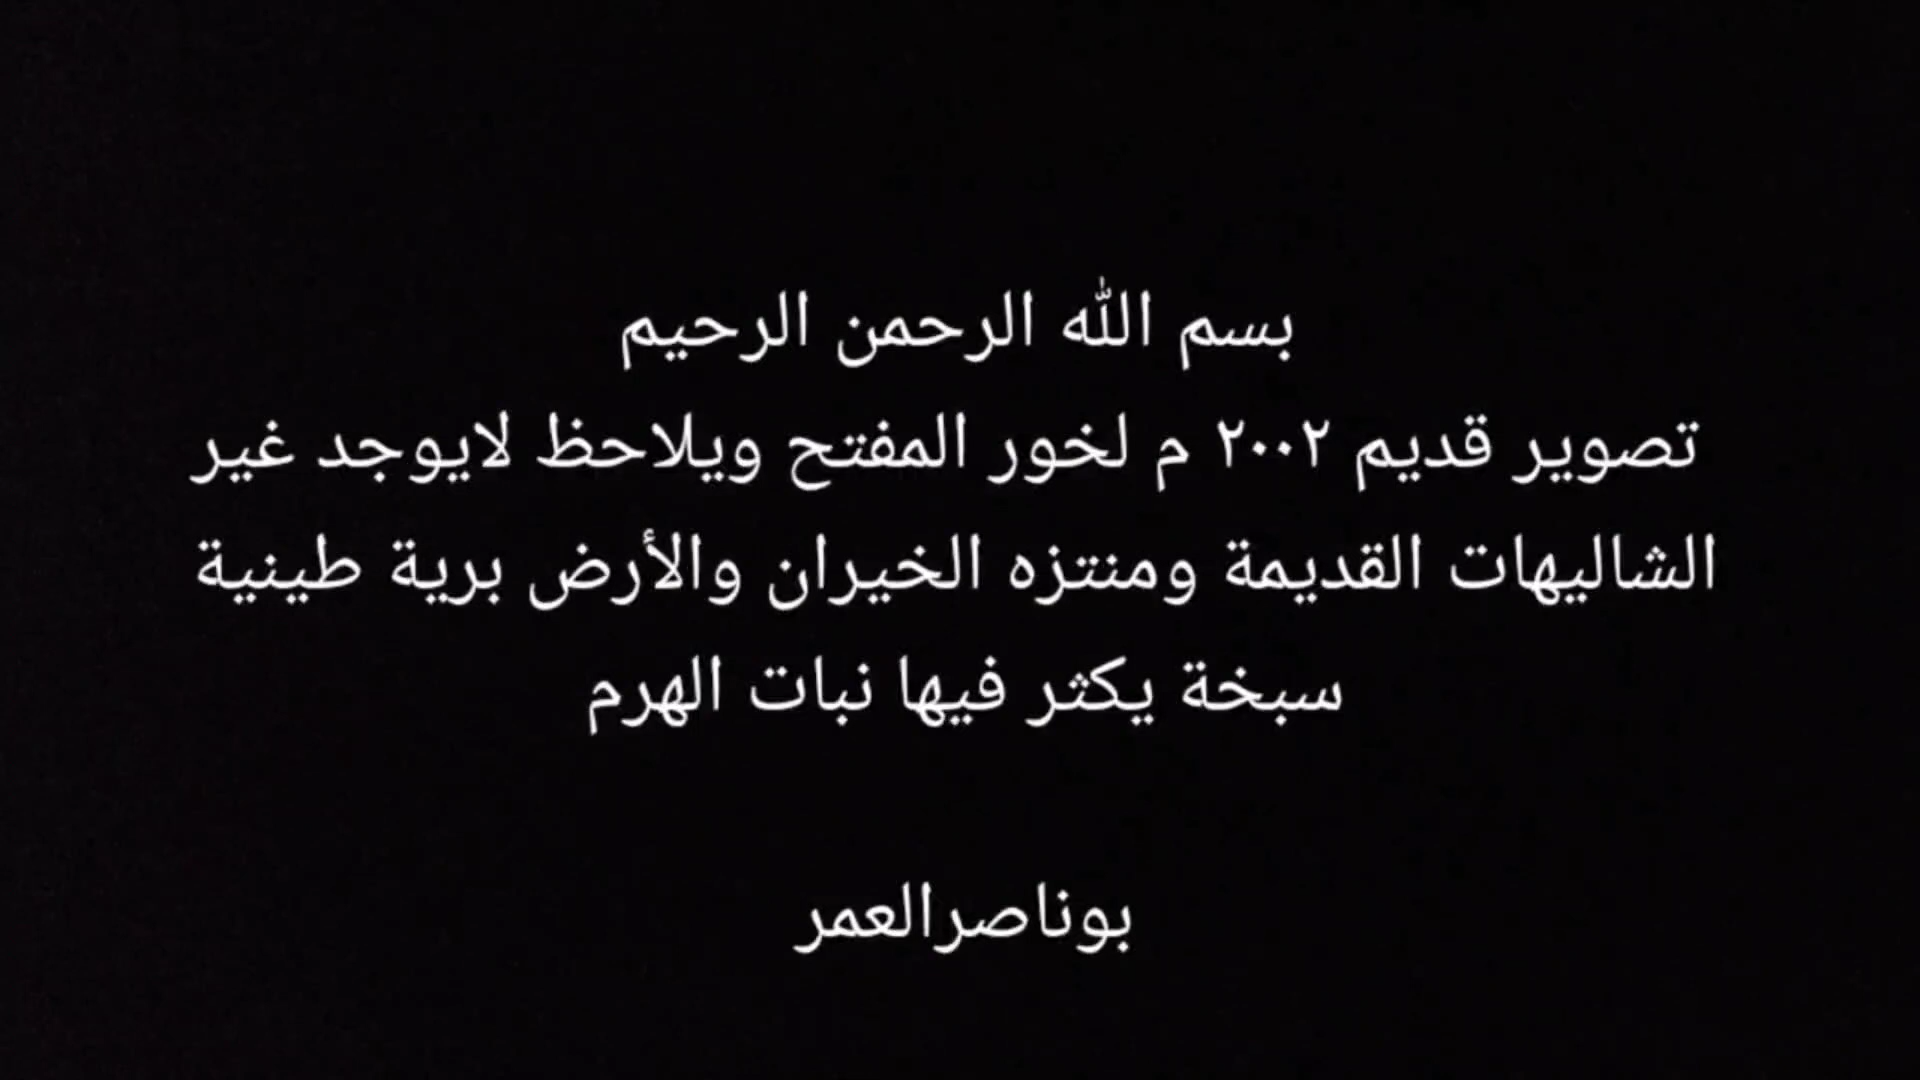 بسم الله الرحمن الرحيم
تصوير قديم ٢٠٠٢ م لخور المفتح ويلاحظ لايوجد غير
الشاليهات القديمة ومنتزه الخيران والأرض برية طينية
سبخة يكثر فيها نبات الهرم
بوناصرالعمر